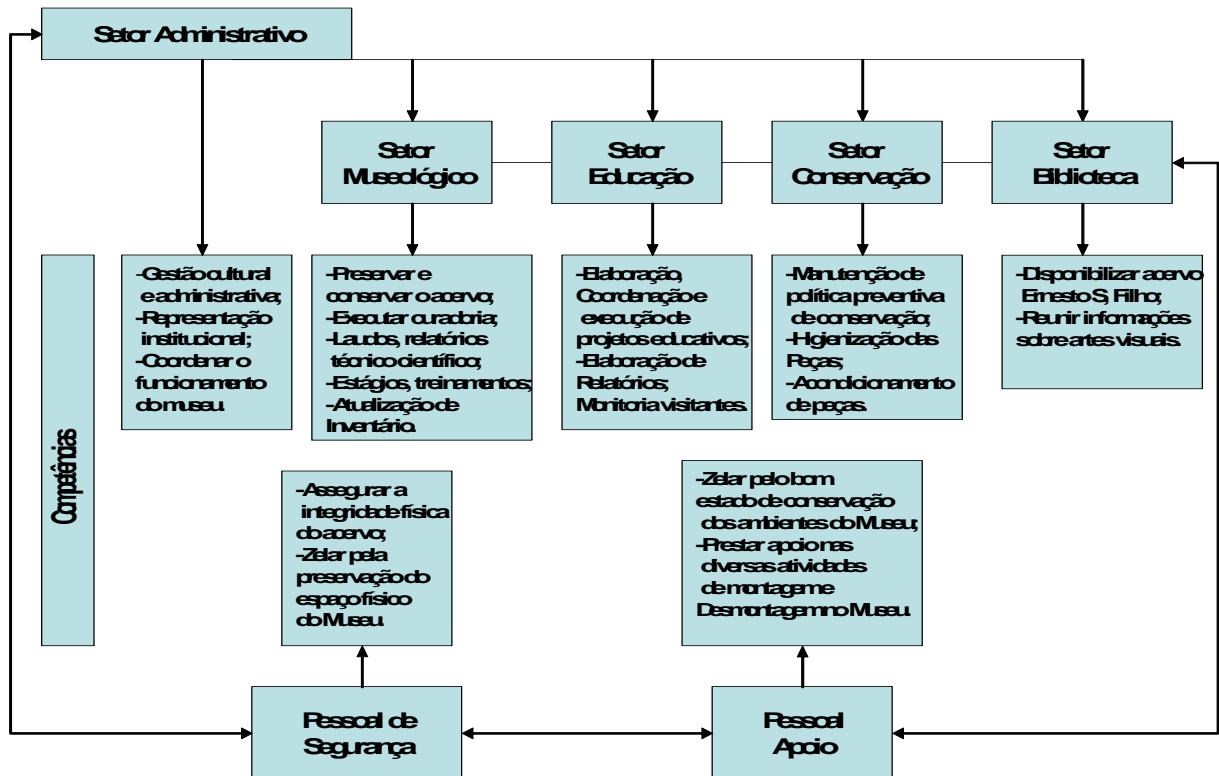 Setor Administrativo
Setor
Museológico
Setor
Educação
Setor
Conservação
Setor
Biblioteca
Competências
-Gestão cultural
e administrativa;
-Representação
institucional;
-Coordenar o
funcionamento
do museu.
-Preservar e
conservar o acervo;
-Executar curadoria;
-Laudos, relatórios
técnico científico;
-Estágios, treinamentos;
-Atualização de
Inventário.
-Elaboração,
Coordenação e
execução de
projetos educativos;
-Elaboração de
Relatórios;
Monitoria visitantes.
-Manutenção de
política preventiva
de conservação;
-Higienização das
Peças;
-Acondicionamento
de peças.
-Disponibilizar acervo
Ernesto S, Filho;
-Reunir informações
sobre artes visuais.
-Assegurar a
integridade física
do acervo;
-Zelar pela
preservação do
espaço físico
do Museu.
-Zelar pelo bom
estado de conservação
dos ambientes do Museu;
-Prestar apoio nas
diversas atividades
de montagem e
Desmontagem no Museu.
Pessoal de
Segurança
Pessoal
Apoio